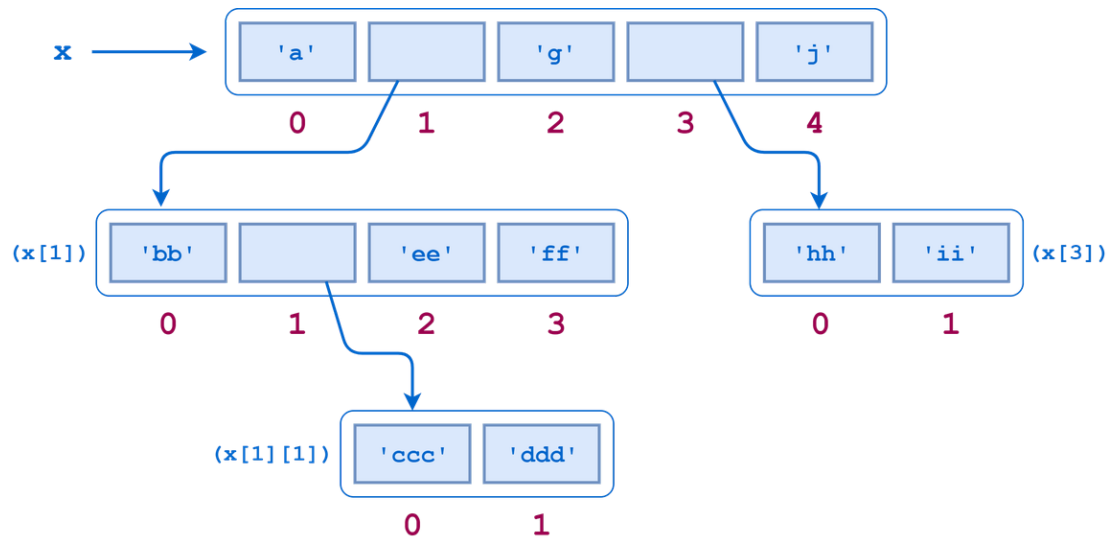 x 'a' 'g' 'j'
0 1 2 3 4
(x[1]) 'bb' 'ee' 'ff' 'hh' 'ii' (x[3])
0 1 2 3 0 1
(x[1][1]) 'ccc' 'ddd'
0 1